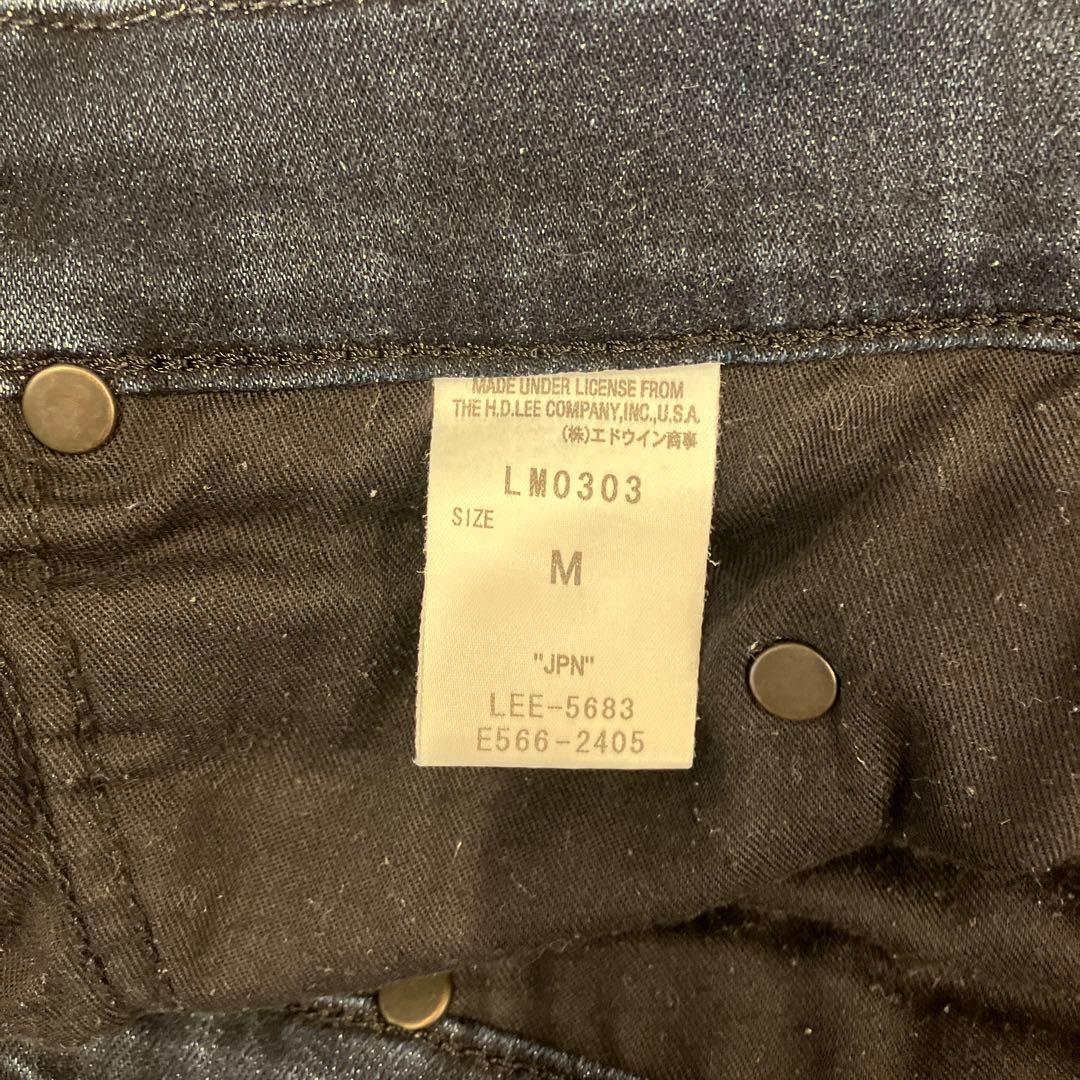 MADE UNDER LICENSE FROM
THE H.D.LEE COMPANY,INC.,U.S.A.
(株)エドウイン商事
LM0303
SIZE
M
"JPN"
LEE-5683
E566-2405